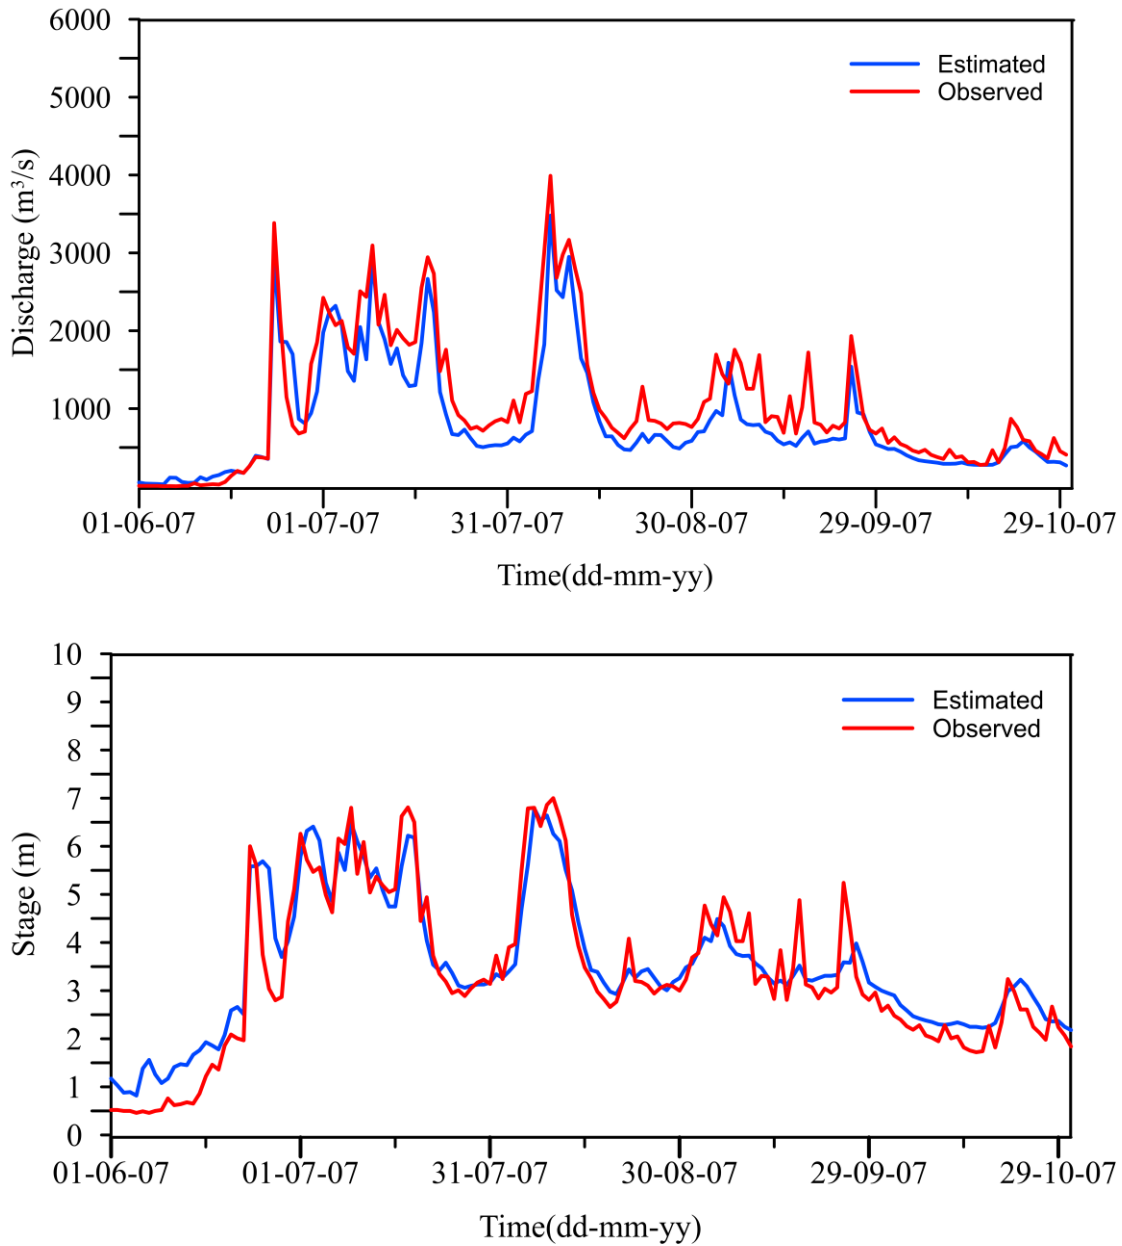 6000
Estimated
5000
Observed
4000
3000
2000
1000
Discharge (m³/s)
01-06-07 01-07-07 31-07-07 30-08-07 29-09-07 29-10-07
Time(dd-mm-yy)
10
9
Estimated
Observed
8
7
6
5
4
3
2
1
0
Stage (m)
01-06-07 01-07-07 31-07-07 30-08-07 29-09-07 29-10-07
Time(dd-mm-yy)